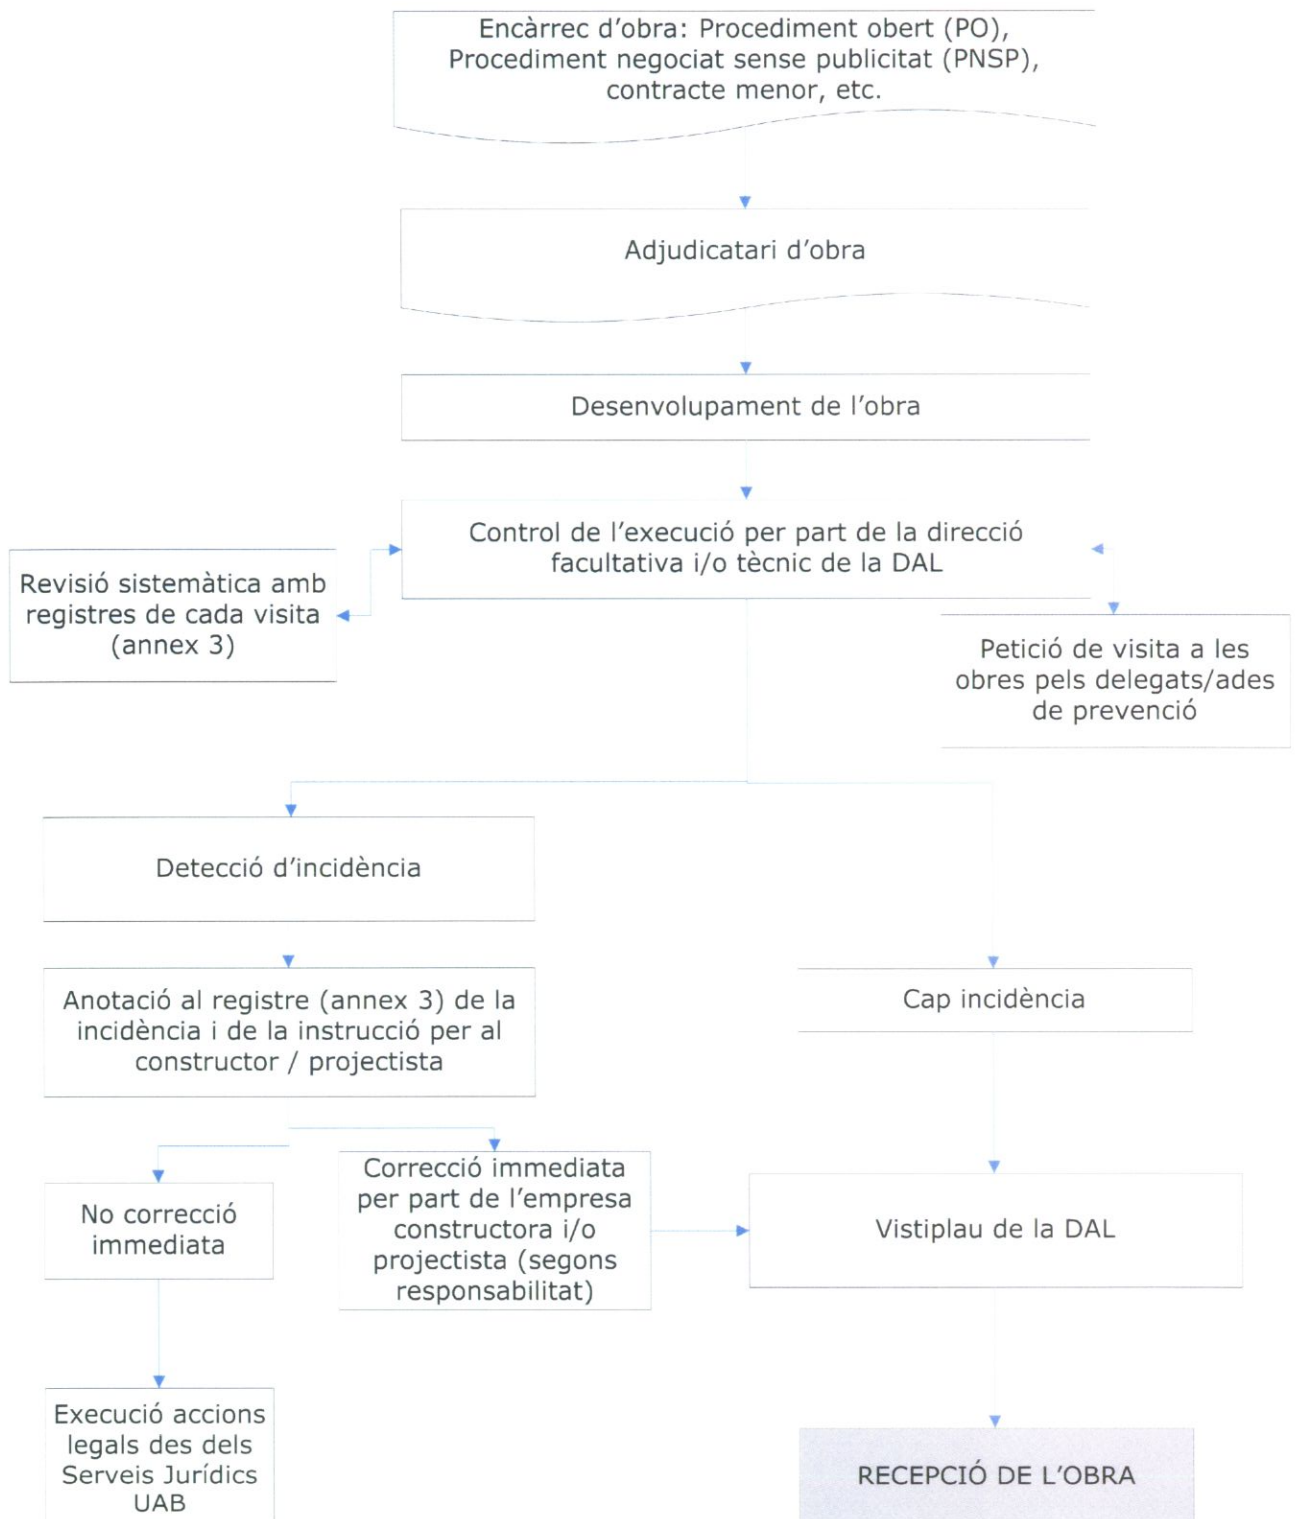 Encàrrec d'obra: Procediment obert (PO),
Procediment negociat sense publicitat (PNSP),
contracte menor, etc.
Adjudicatari d'obra
Desenvolupament de l'obra
Control de l'execució per part de la direcció
facultativa i/o tècnic de la DAL
Revisió sistemàtica amb
registres de cada visita
(annex 3)
Petició de visita a les
obres pels delegats/ades
de prevenció
Detecció d'incidència
Anotació al registre (annex 3) de la
incidència i de la instrucció per al
constructor / projectista
Cap incidència
No correcció
immediata
Correcció immediata
per part de l'empresa
constructora i/o
projectista (segons
responsabilitat)
Vistiplau de la DAL
Execució accions
legals des dels
Serveis Jurídics
UAB
RECEPCIÓ DE L'OBRA